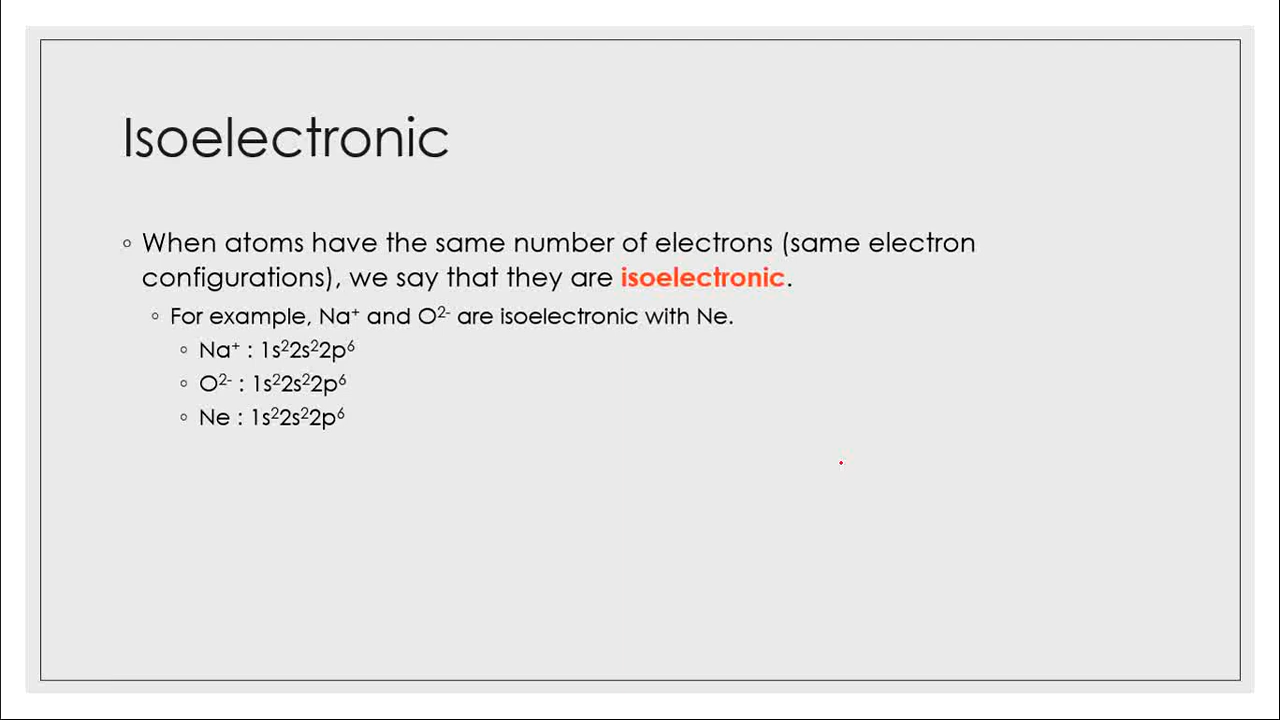 Isoelectronic
◦ When atoms have the same number of electrons (same electron
configurations), we say that they are isoelectronic.
◦ For example, Na⁺ and O²⁻ are isoelectronic with Ne.
◦ Na⁺ : 1s²2s²2p⁶
◦ O²⁻ : 1s²2s²2p⁶
◦ Ne : 1s²2s²2p⁶